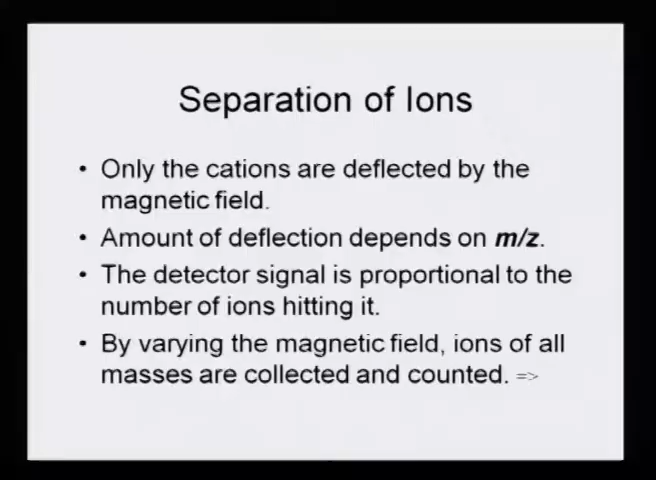 Separation of Ions
• Only the cations are deflected by the
magnetic field.
• Amount of deflection depends on m/z.
• The detector signal is proportional to the
number of ions hitting it.
• By varying the magnetic field, ions of all
masses are collected and counted. =>